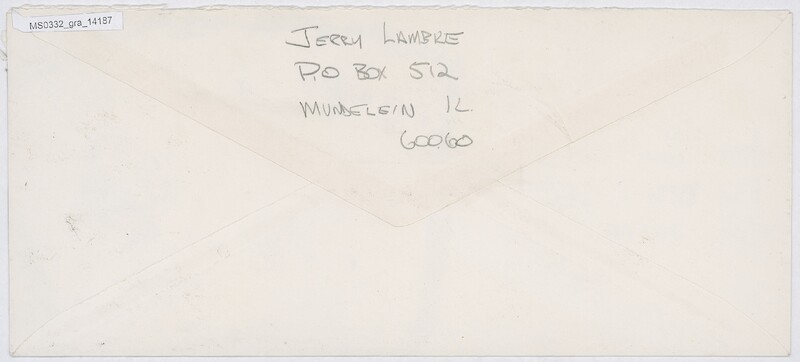 MS0332_gra_14187
JERRY LAMBRE
P.O BOX 512
MUNDELEIN IL.
60060